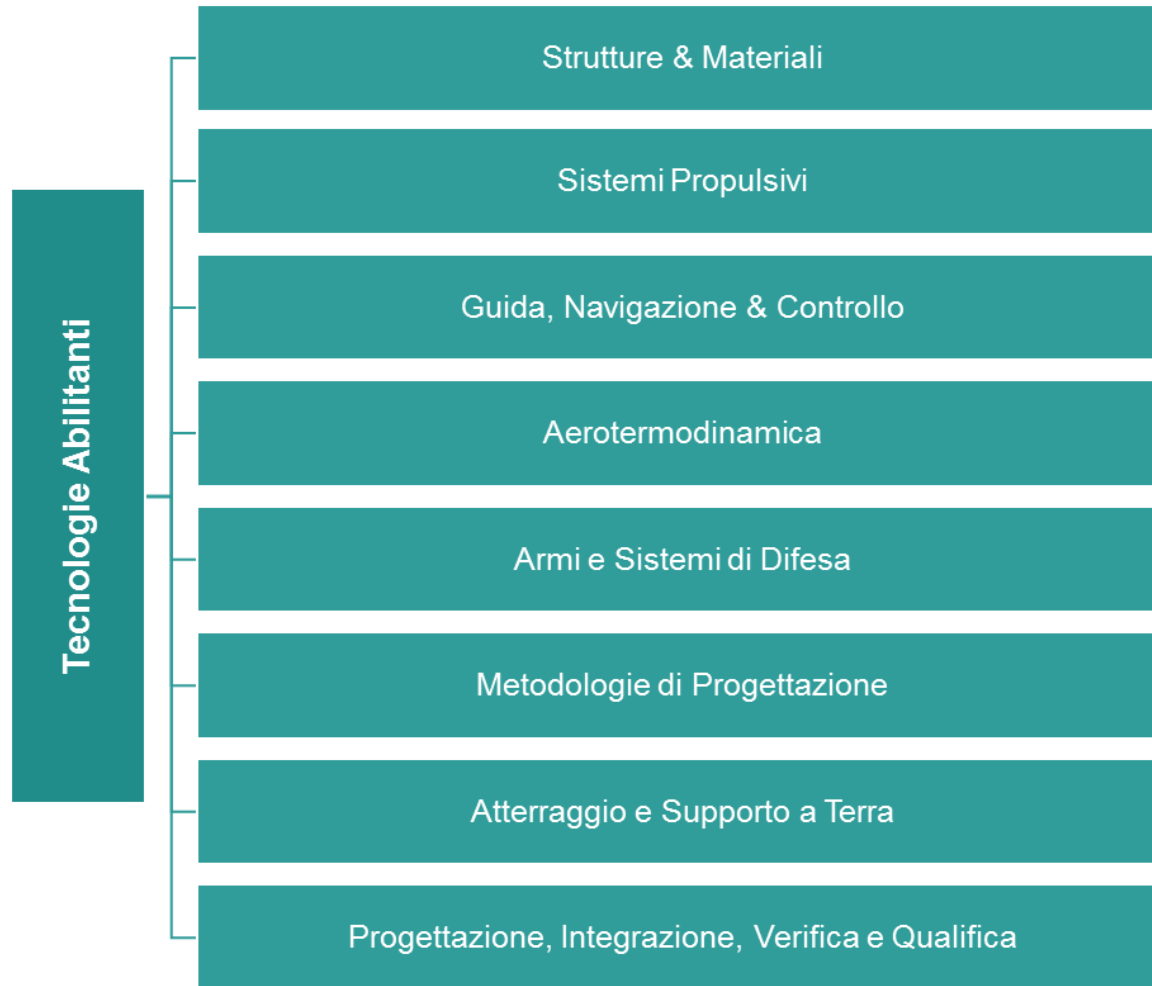 Tecnologie Abilitanti
Strutture & Materiali
Sistemi Propulsivi
Guida, Navigazione & Controllo
Aerotermodinamica
Armi e Sistemi di Difesa
Metodologie di Progettazione
Atterraggio e Supporto a Terra
Progettazione, Integrazione, Verifica e Qualifica